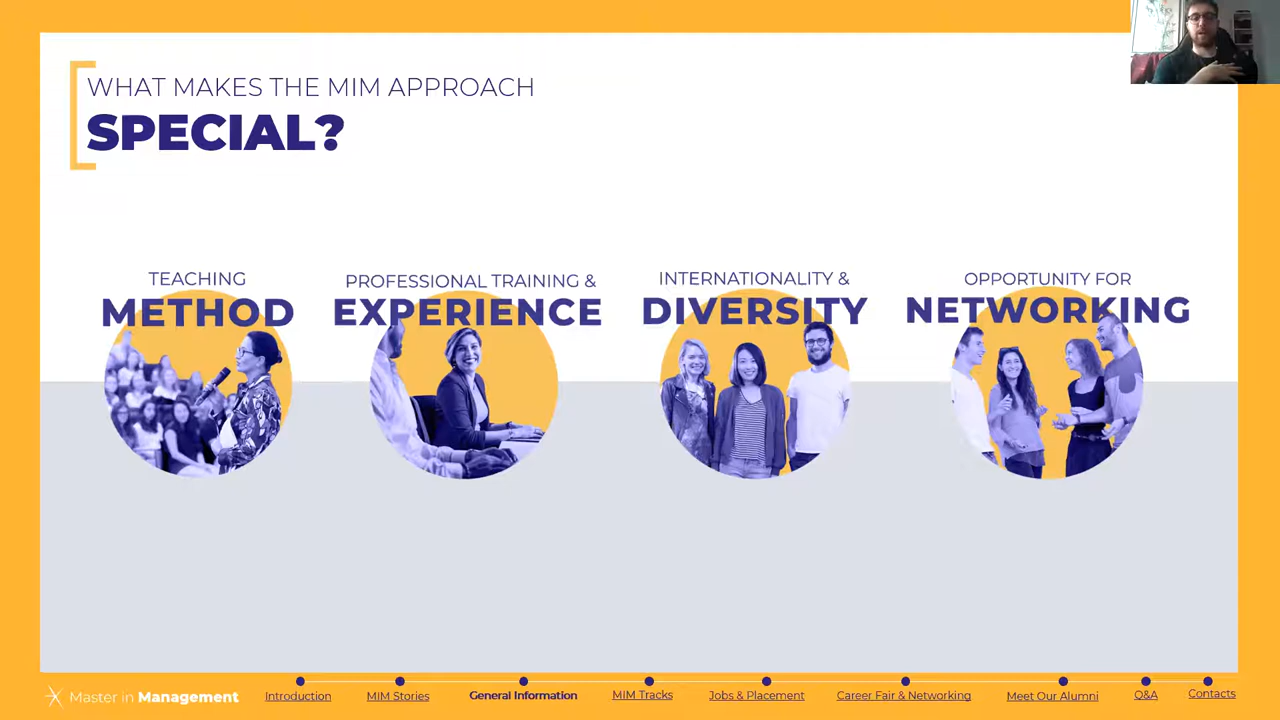 WHAT MAKES THE MIM APPROACH
SPECIAL?
TEACHING
METHOD
PROFESSIONAL TRAINING &
EXPERIENCE
INTERNATIONALITY &
DIVERSITY
OPPORTUNITY FOR
NETWORKING
Master in Management
Introduction
MIM Stories
General Information
MIM Tracks
Jobs & Placement
Career Fair & Networking
Meet Our Alumni
Q&A
Contacts